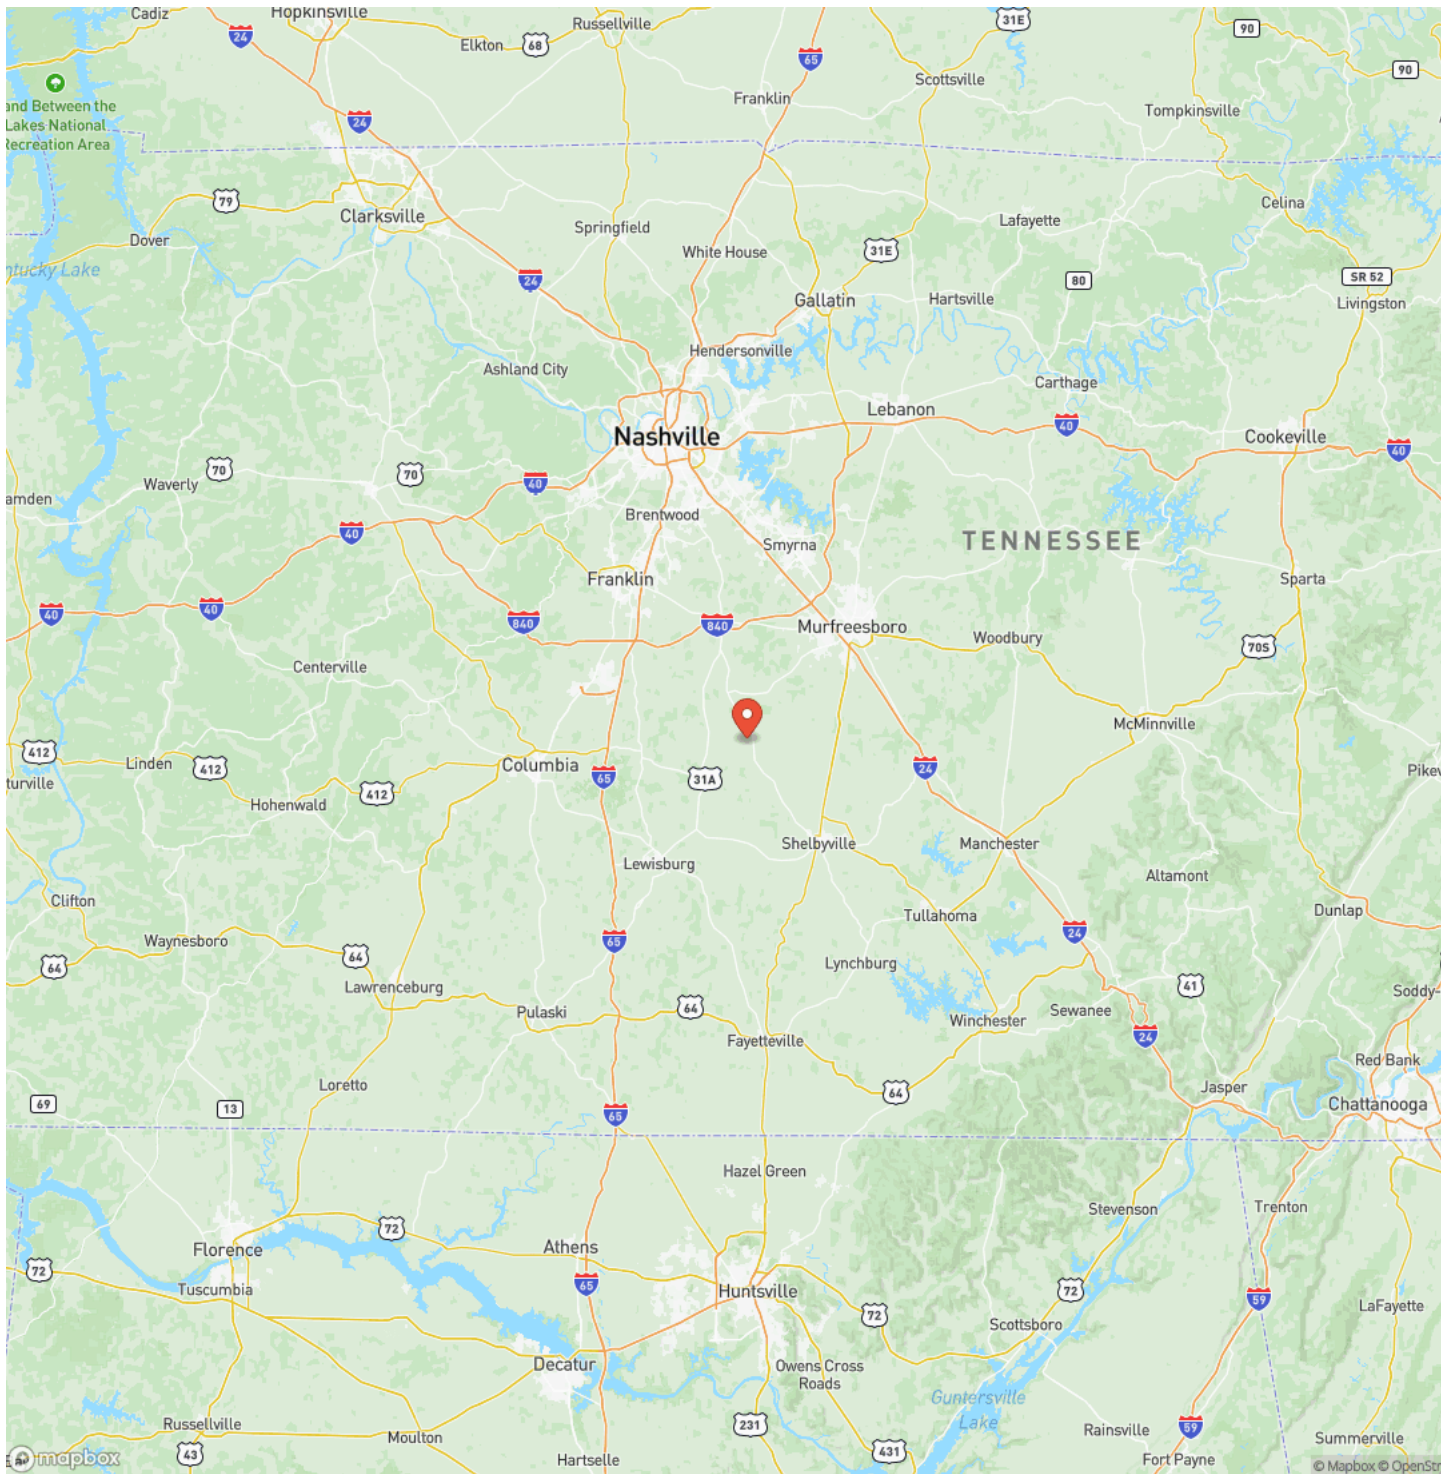 Cadiz
Hopkinsville
Russellville
31E
90
24
Elkton
68
65
Scottsville
90
Franklin
Tompkinsville
and Between the
Lakes National
Recreation Area
24
79
Clarksville
Springfield
Lafayette
Celina
Dover
White House
31E
ntucky Lake
24
80
SR 52
Gallatin
Hartsville
Livingston
Hendersonville
Ashland City
Carthage
Lebanon
40
Nashville
Cookeville
40
70
70
40
Waverly
amden
Brentwood
40
Smyrna
TENNESSEE
Franklin
Sparta
40
40
840
840
Murfreesboro
Woodbury
70S
Centerville
McMinnville
412
Linden
412
Columbia
65
31A
24
Pikev
turville
412
Hohenwald
Shelbyville
Manchester
Lewisburg
Altamont
Clifton
Tullahoma
Dunlap
Waynesboro
65
24
64
64
Lynchburg
Lawrenceburg
64
41
Soddy-
Pulaski
Winchester
Sewanee
Fayetteville
24
Red Bank
Loretto
64
Jasper
69
13
65
Chattanooga
Hazel Green
Stevenson
Trenton
72
Florence
Athens
72
Tuscumbia
65
Huntsville
72
59
72
LaFayette
Scottsboro
Decatur
Owens Cross
Roads
Guntersville
Lake
Russellville
231
Rainsville
59
Moulton
Summerville
43
mapbox
Hartselle
431
Fort Payne
© Mapbox © OpenStr